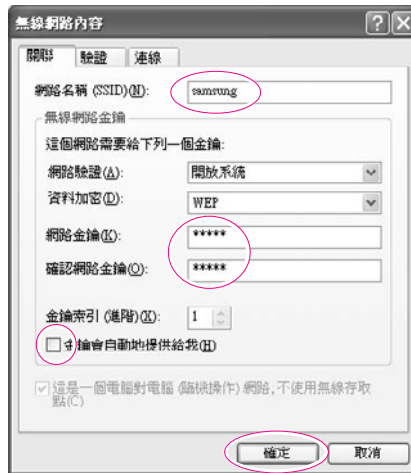 無線網路內容
關聯 驗證 連線
網路名稱 (SSID)(N): samsung
無線網路金鑰
這個網路需要給下列一個金鑰:
網路驗證(A): 開放系統
資料加密(D): WEP
網路金鑰(K): *****
確認網路金鑰(O): *****
金鑰索引 (進階)(X): 1
金鑰會自動地提供給我(H)
這是一個電腦對電腦 (臨機操作) 網路,不使用無線存取
點(C)
確定 取消